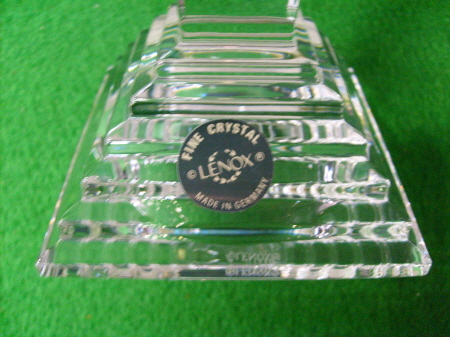 FINE CRYSTAL
© LENOX ®
MADE IN GERMANY